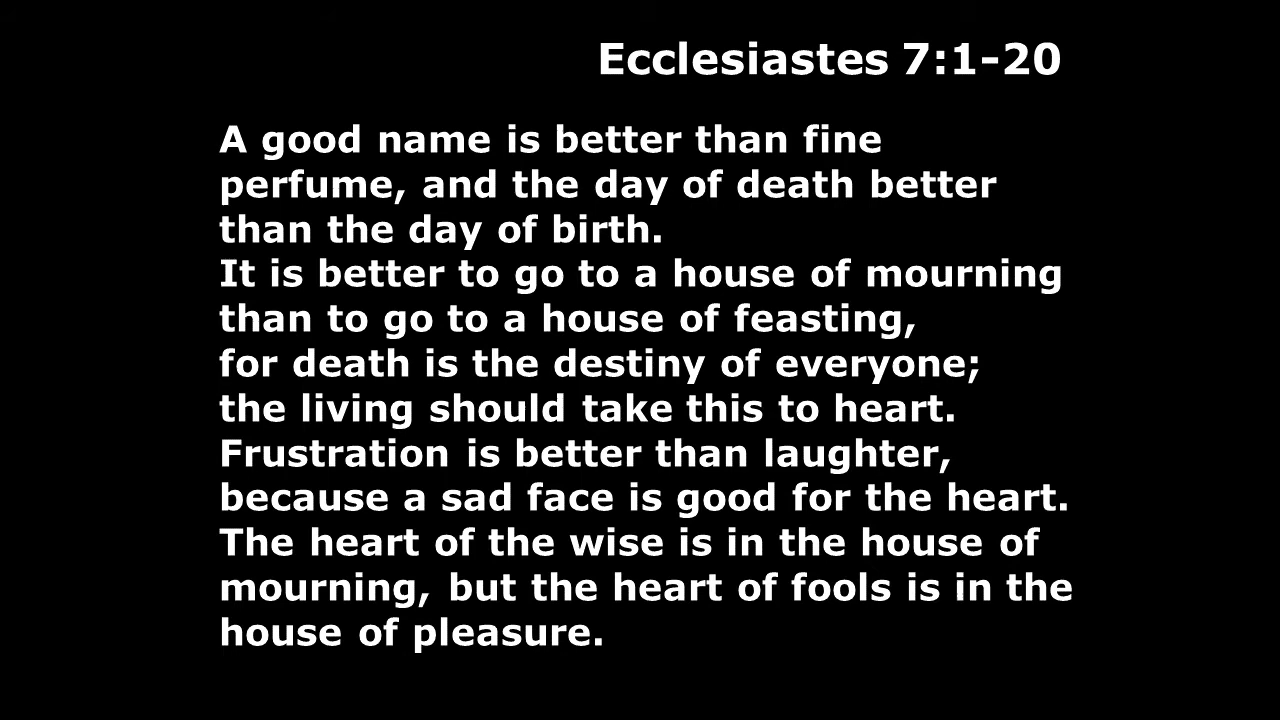 Ecclesiastes 7:1-20
A good name is better than fine
perfume, and the day of death better
than the day of birth.
It is better to go to a house of mourning
than to go to a house of feasting,
for death is the destiny of everyone;
the living should take this to heart.
Frustration is better than laughter,
because a sad face is good for the heart.
The heart of the wise is in the house of
mourning, but the heart of fools is in the
house of pleasure.